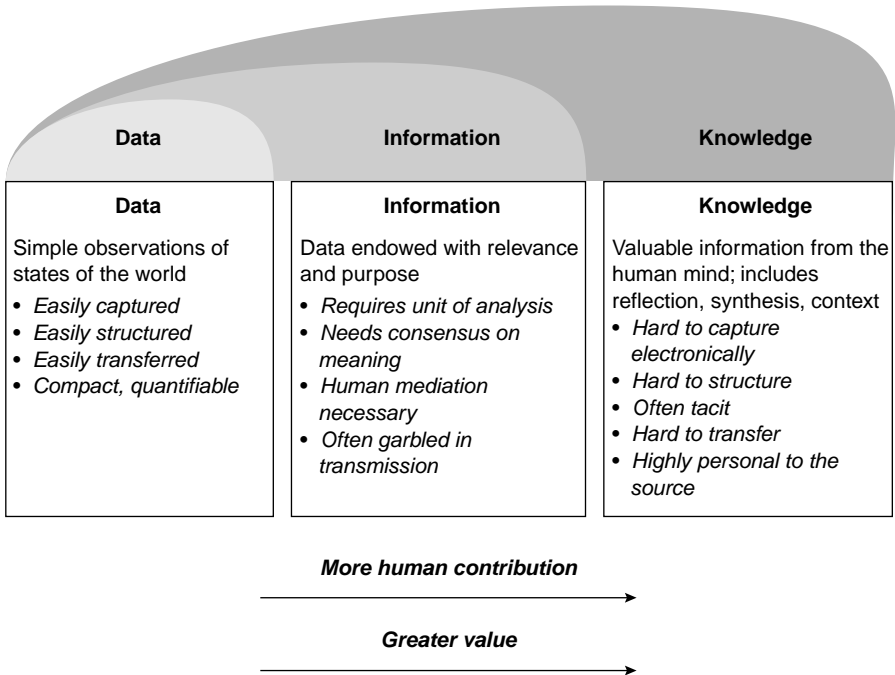 Data
Information
Knowledge
Data
Simple observations of
states of the world
• Easily captured
• Easily structured
• Easily transferred
• Compact, quantifiable
Information
Data endowed with relevance
and purpose
• Requires unit of analysis
• Needs consensus on
meaning
• Human mediation
necessary
• Often garbled in
transmission
Knowledge
Valuable information from the
human mind; includes
reflection, synthesis, context
• Hard to capture
electronically
• Hard to structure
• Often tacit
• Hard to transfer
• Highly personal to the
source
More human contribution
Greater value